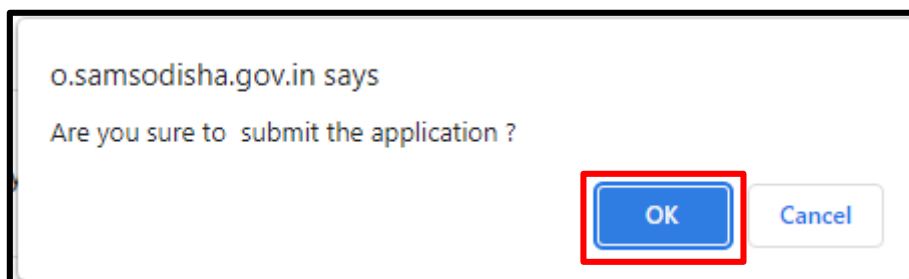 o.samsodisha.gov.in says
Are you sure to  submit the application ?
OK
Cancel